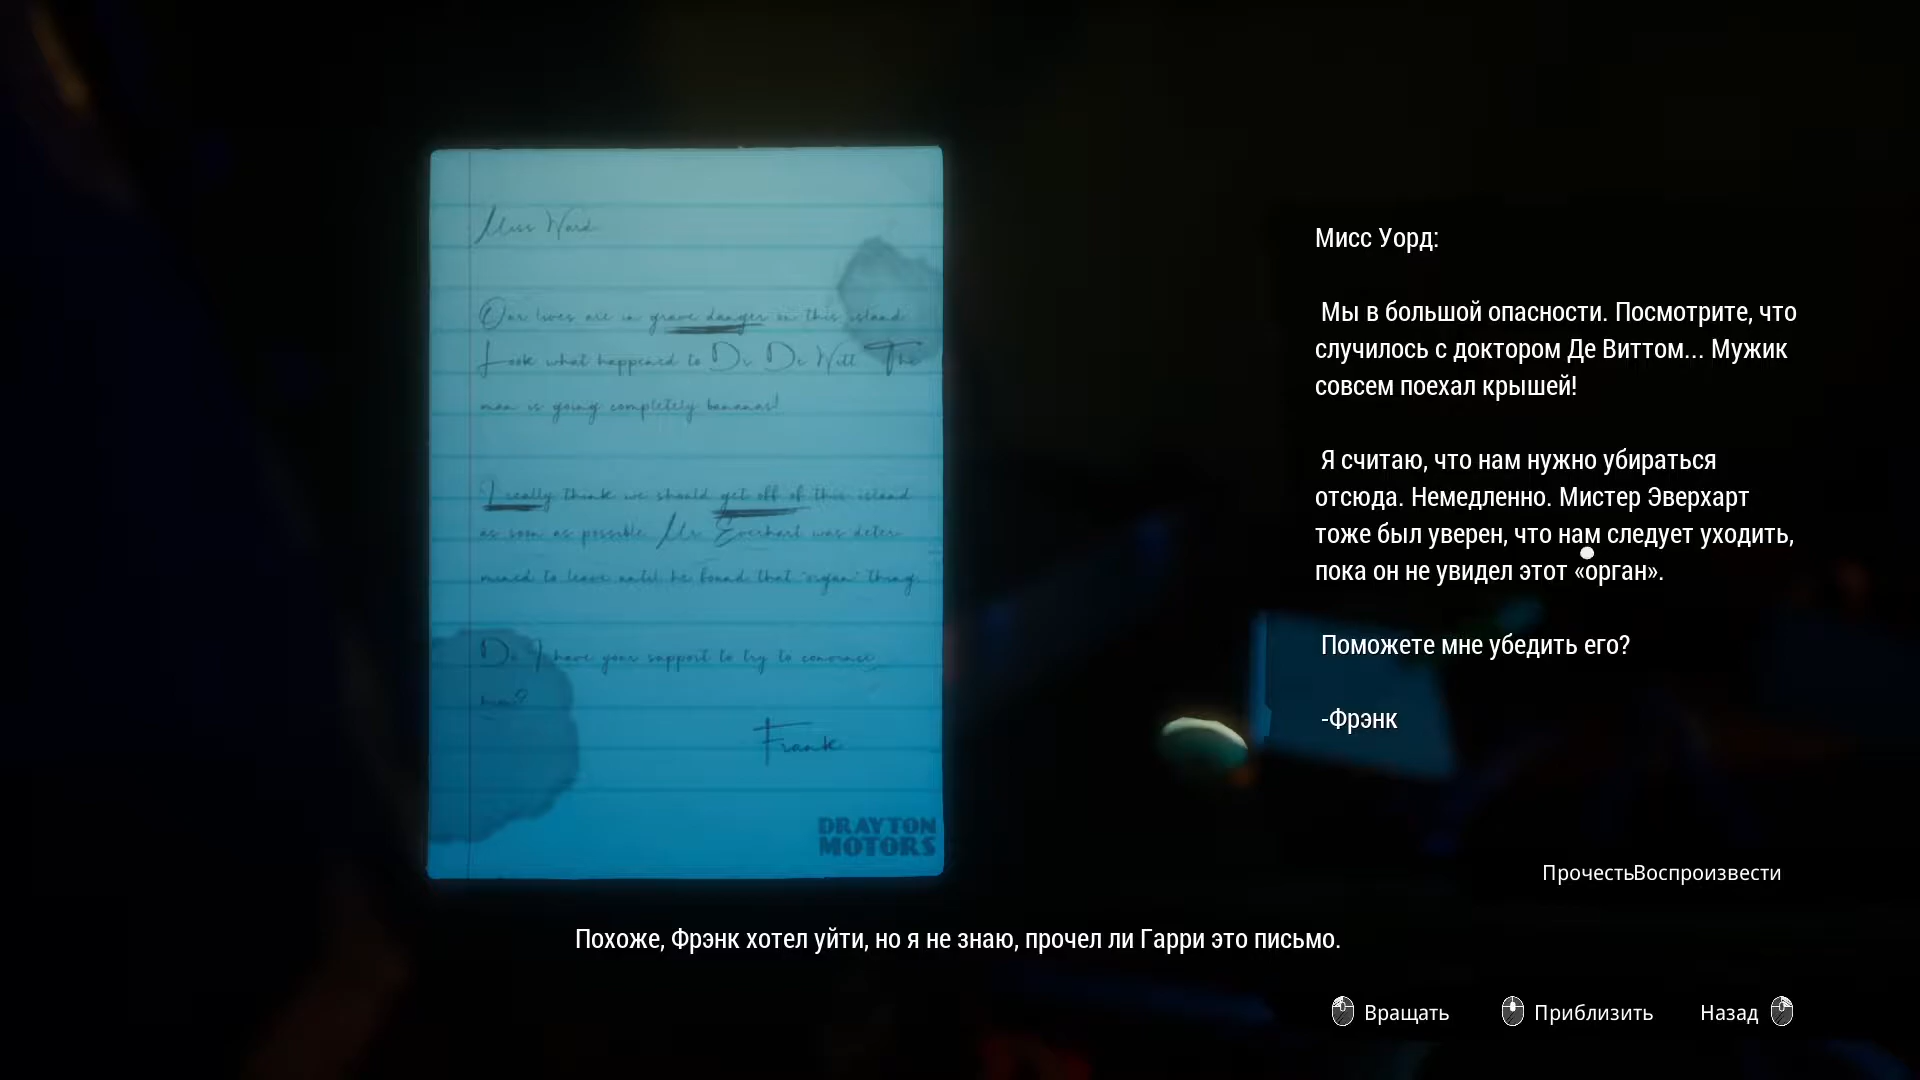 Miss Ward
Our lives are in grave danger on this island
Look what happened to Dr De Witt The
man is going completely bananas!
I really think we should get off of this island
as soon as possible Mr Everhart was deter-
mined to leave until he found that "organ" thing
Do I have your support to try to convince
him?
Frank
DRAYTON
MOTORS
Мисс Уорд:
Мы в большой опасности. Посмотрите, что
случилось с доктором Де Виттом... Мужик
совсем поехал крышей!
Я считаю, что нам нужно убираться
отсюда. Немедленно. Мистер Эверхарт
тоже был уверен, что нам следует уходить,
пока он не увидел этот «орган».
Поможете мне убедить его?
-Фрэнк
ПрочестьВоспроизвести
Похоже, Фрэнк хотел уйти, но я не знаю, прочел ли Гарри это письмо.
Вращать Приблизить Назад